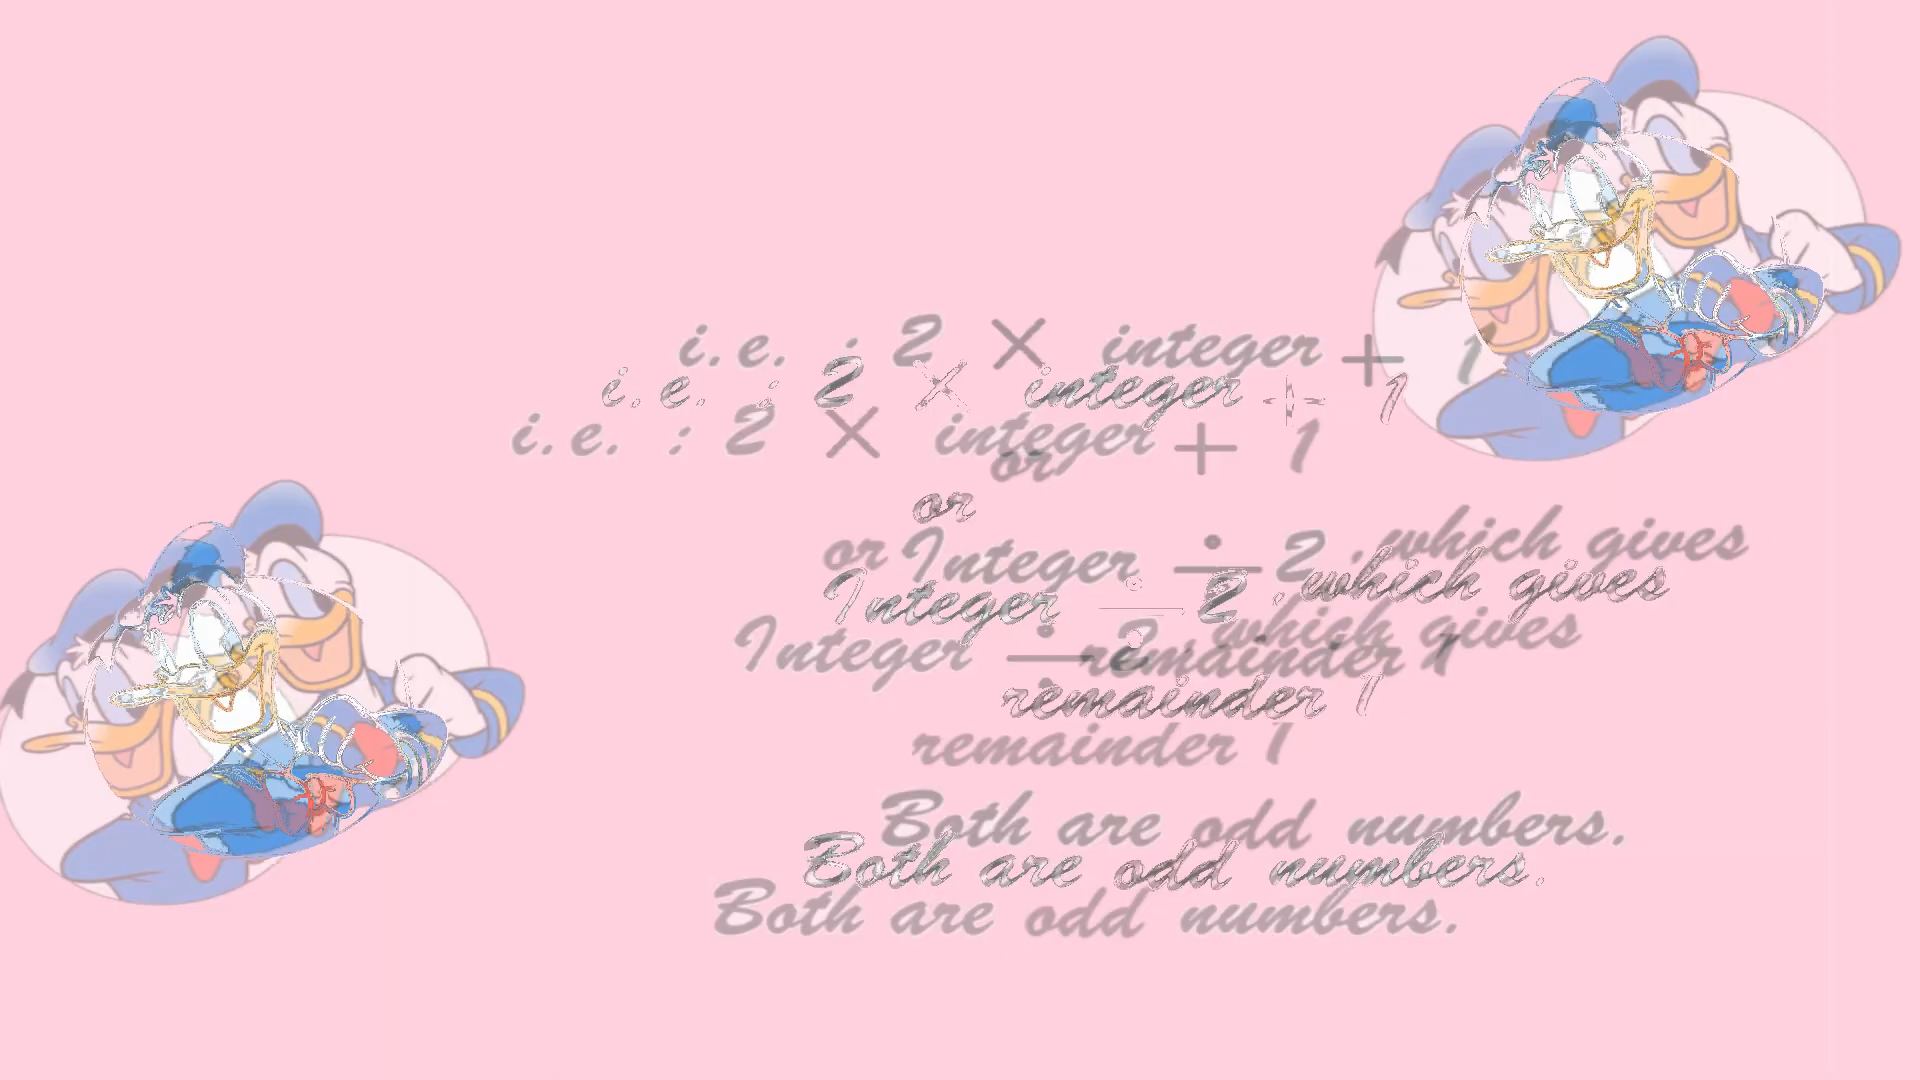 i.e. : 2 × integer + 1
or
Integer ÷ 2 , which gives
remainder 1
Both are odd numbers.